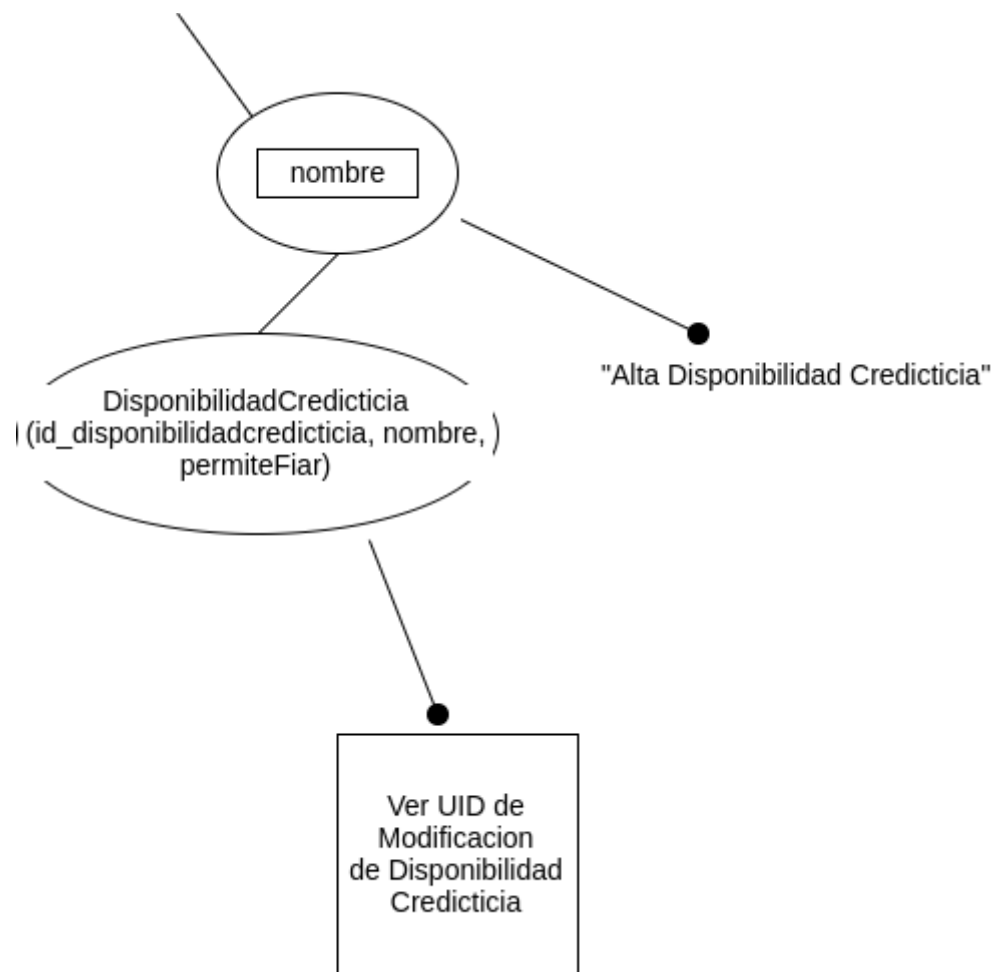 nombre
"Alta Disponibilidad Credicticia"
DisponibilidadCredicticia
(id_disponibilidadcredicticia, nombre,
permiteFiar)
Ver UID de
Modificacion
de Disponibilidad
Credicticia